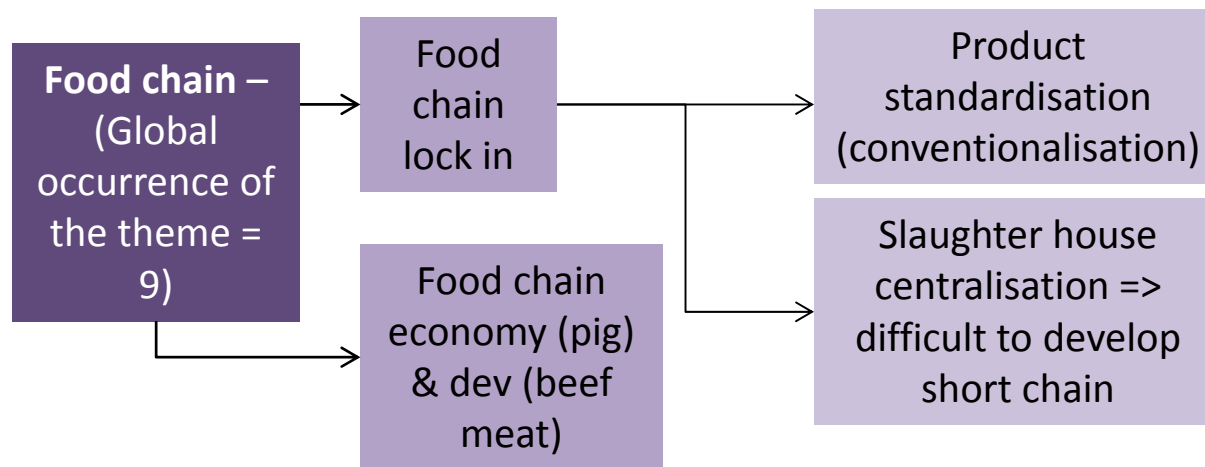 Food chain –
(Global
occurrence of
the theme =
9)
Food
chain
lock in
Food chain
economy (pig)
& dev (beef
meat)
Product
standardisation
(conventionalisation)
Slaughter house
centralisation =>
difficult to develop
short chain